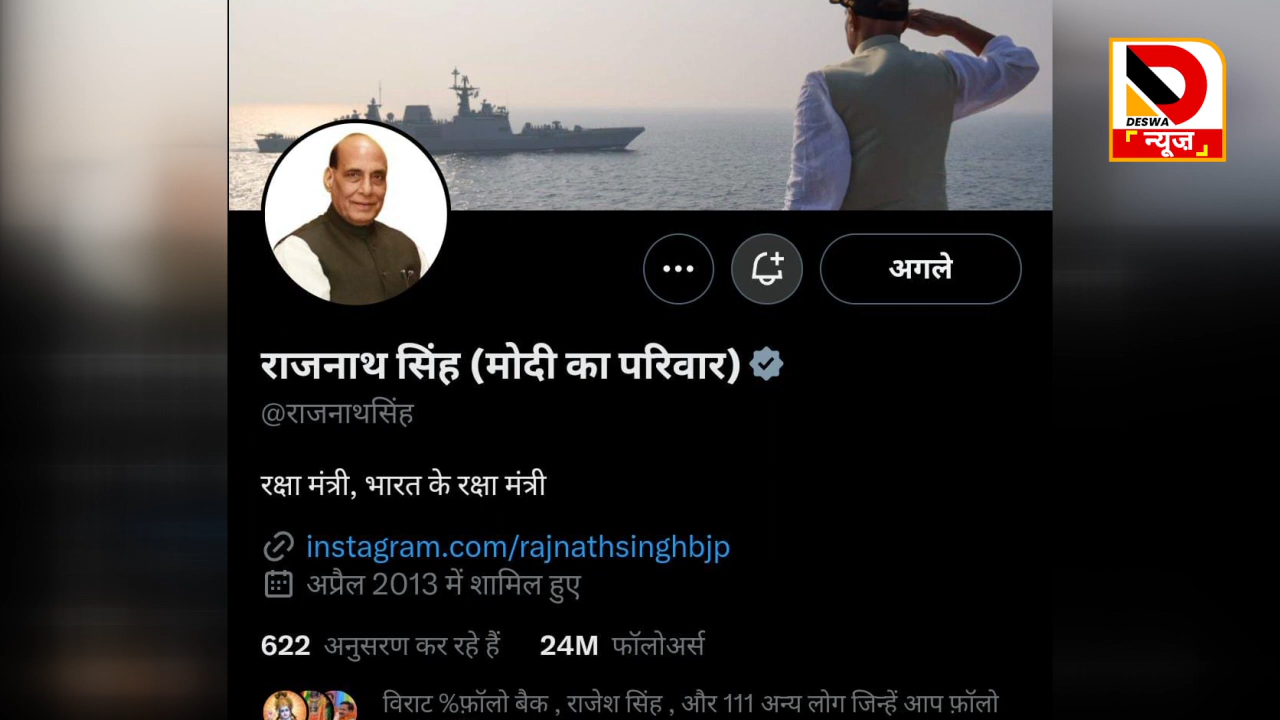 DESWA
न्यूज़
अगले
राजनाथ सिंह (मोदी का परिवार)
@राजनाथसिंह
रक्षा मंत्री, भारत के रक्षा मंत्री
instagram.com/rajnathsinghbjp
अप्रैल 2013 में शामिल हुए
622 अनुसरण कर रहे हैं 24M फॉलोअर्स
विराट %फ़ॉलो बैक , राजेश सिंह , और 111 अन्य लोग जिन्हें आप फ़ॉलो